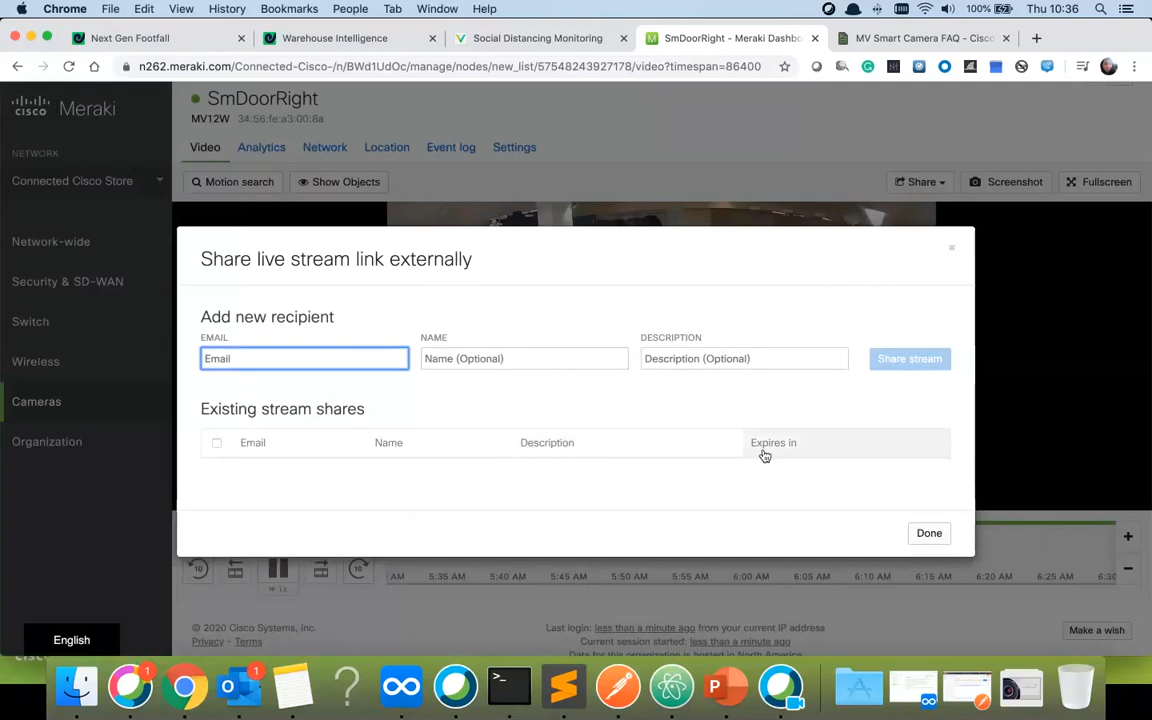 Chrome File Edit View Bookmarks People Tab Window Help 100% Thu 10:36
Next Gen Footfall × Warehouse Intelligence × Social Distancing Monitoring × SmDoorRight - Meraki Dashbo × MV Smart Camera FAQ - Cisco × +
n262.meraki.com/Connected-Cisco-/n/BWd1UdOc/manage/nodes/new_list/57548243927178/video?timespan=86400
cisco Meraki
NETWORK
Connected Cisco Store
Network-wide
Security & SD-WAN
Switch
Wireless
Cameras
Organization
English
SmDoorRight
MV12W 34:56:fe:a3:00:8a
Video Analytics Network Location Event log Settings
Motion search Show Objects Share Screenshot Fullscreen
Share live stream link externally ×
Add new recipient
EMAIL NAME DESCRIPTION
Email Name (Optional) Description (Optional) Share stream
Existing stream shares
Email Name Description Expires in
Done
10 10 AM 5:35 AM 5:40 AM 5:45 AM 5:50 AM 5:55 AM 6:00 AM 6:05 AM 6:10 AM 6:15 AM 6:20 AM 6:25 AM 6:30
1x
© 2020 Cisco Systems, Inc.
Privacy - Terms
Last login: less than a minute ago from your current IP address
Current session started: less than a minute ago
Data for this organization is hosted in North America
Make a wish
1 1